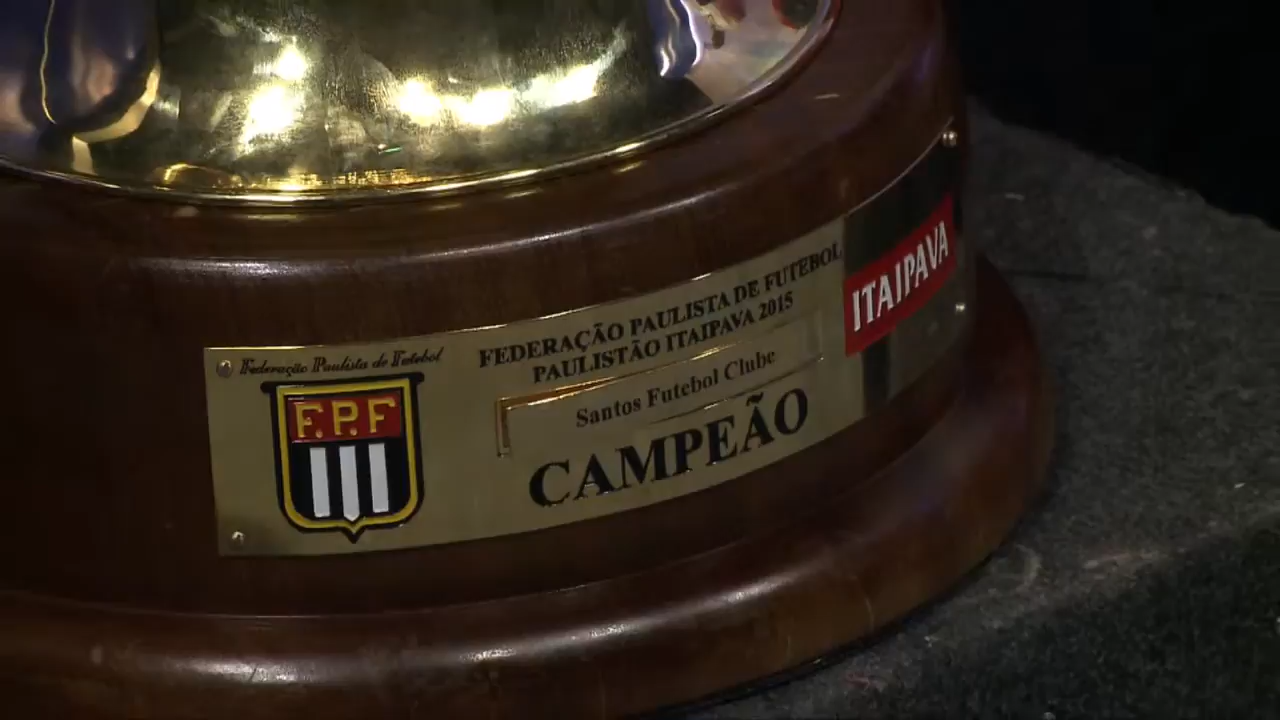 Federação Paulista de Futebol
F.P.F
FEDERAÇÃO PAULISTA DE FUTEBOL
PAULISTÃO ITAIPAVA 2015
Santos Futebol Clube
CAMPEÃO
ITAIPAVA